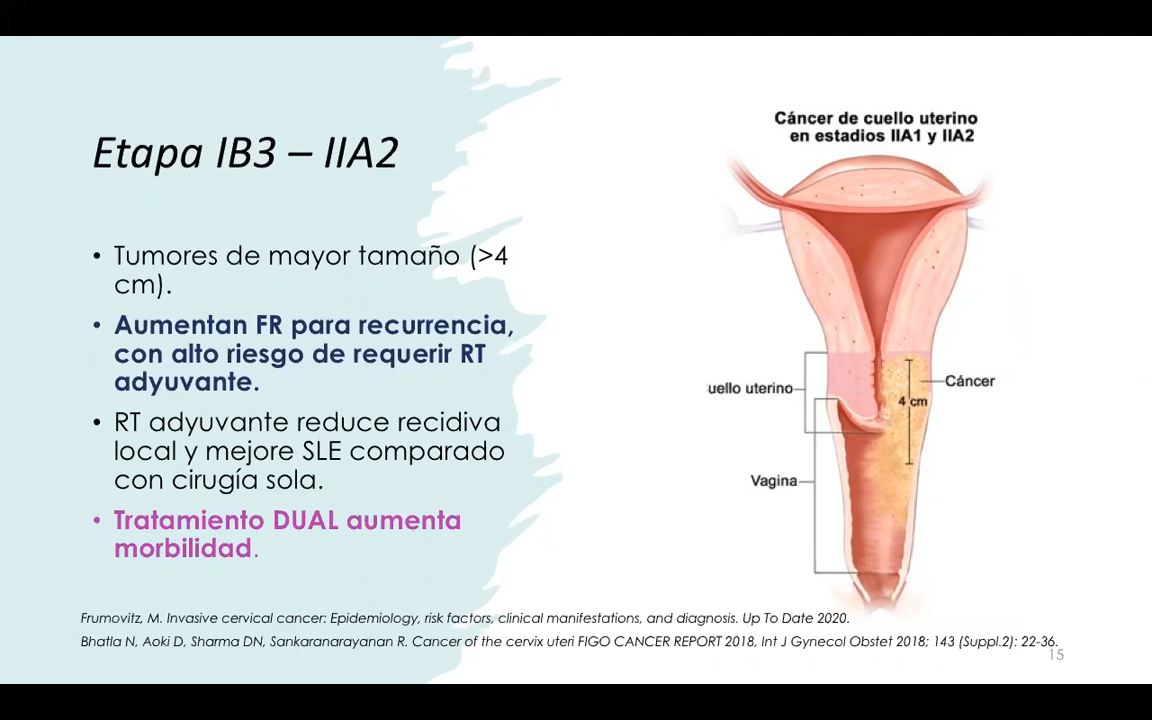 Etapa IB3 – IIA2
• Tumores de mayor tamaño (>4
cm).
• Aumentan FR para recurrencia,
con alto riesgo de requerir RT
adyuvante.
• RT adyuvante reduce recidiva
local y mejore SLE comparado
con cirugía sola.
• Tratamiento DUAL aumenta
morbilidad.
Cáncer de cuello uterino
en estadios IIA1 y IIA2
uello uterino
Cáncer
4 cm
Vagina
Frumovitz, M. Invasive cervical cancer: Epidemiology, risk factors, clinical manifestations, and diagnosis. Up To Date 2020.
Bhatla N, Aoki D, Sharma DN, Sankaranarayanan R. Cancer of the cervix uteri FIGO CANCER REPORT 2018, Int J Gynecol Obstet 2018; 143 (Suppl.2): 22-36.
15